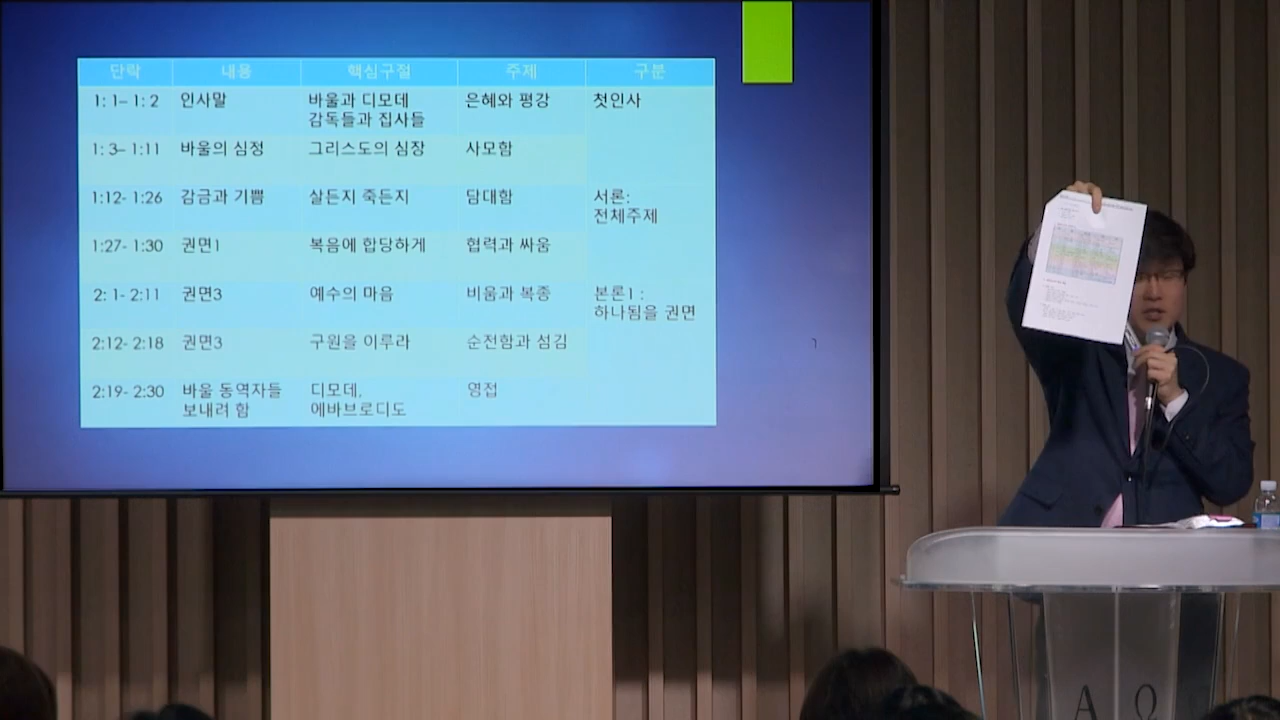 단락 내용 핵심구절 주제 구분
1: 1– 1: 2 인사말 바울과 디모데 은혜와 평강 첫인사
감독들과 집사들
1: 3– 1:11 바울의 심정 그리스도의 심장 사모함
1:12- 1:26 감금과 기쁨 살든지 죽든지 담대함 서론:
전체주제
1:27- 1:30 권면1 복음에 합당하게 협력과 싸움
2: 1- 2:11 권면3 예수의 마음 비움과 복종 본론1 :
하나됨을 권면
2:12- 2:18 권면3 구원을 이루라 순전함과 섬김
2:19- 2:30 바울 동역자들 디모데, 영접
보내려 함 에바브로디도
7
A O